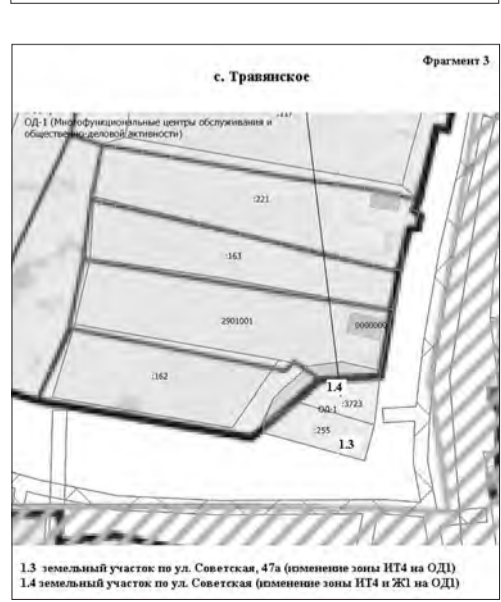 Фрагмент 3
с. Травянское
:117
ОД-1 (Многофункциональные центры обслуживания и
общественно-деловой активности)
:221
:163
2901001
0000000
:162
1.4
ОД-1
:3723
:255
1.3
1.3 земельный участок по ул. Советская, 47а (изменение зоны ИТ4 на ОД1)
1.4 земельный участок по ул. Советская (изменение зоны ИТ4 и Ж1 на ОД1)